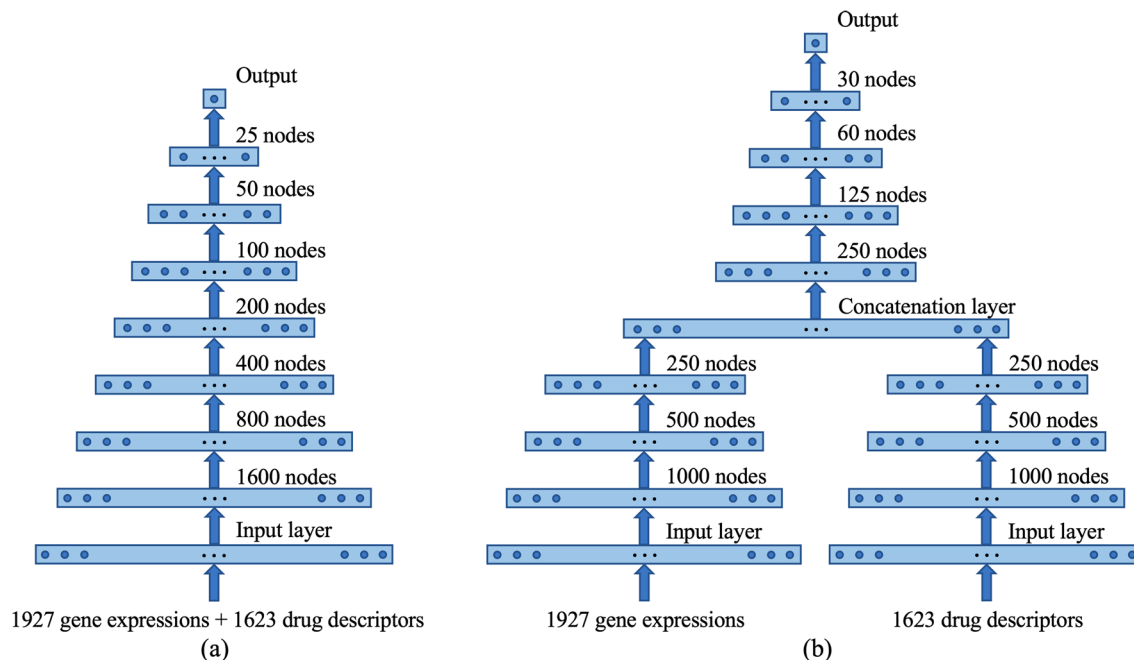 Output
25 nodes
50 nodes
100 nodes
200 nodes
400 nodes
800 nodes
1600 nodes
Input layer
1927 gene expressions + 1623 drug descriptors
(a)
Output
30 nodes
60 nodes
125 nodes
250 nodes
Concatenation layer
250 nodes
500 nodes
1000 nodes
Input layer
1927 gene expressions
250 nodes
500 nodes
1000 nodes
Input layer
1623 drug descriptors
(b)